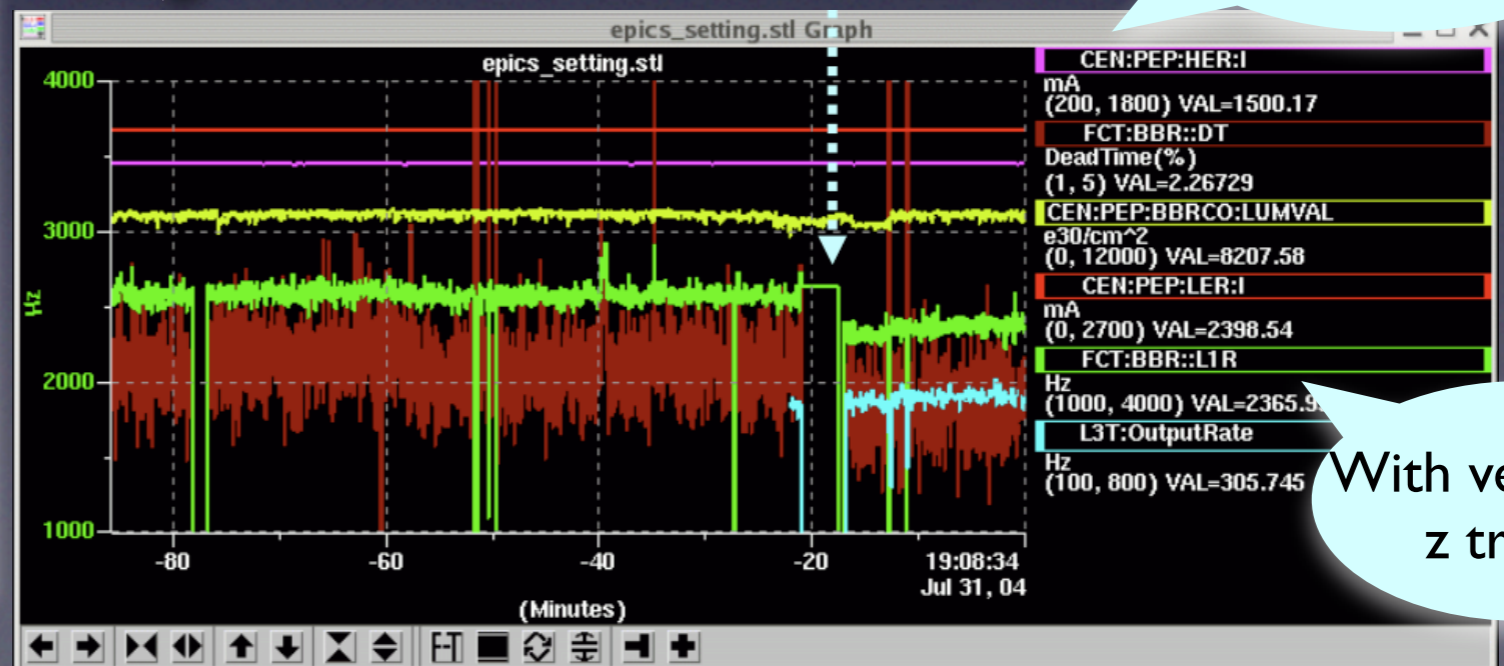 epics_setting.stl Graph
epics_setting.stl
4000
3000
2000
1000
Hz
-80
-60
-40
-20
19:08:34
Jul 31, 04
(Minutes)
CEN:PEP:HER:I
mA
(200, 1800) VAL=1500.17
FCT:BBR::DT
DeadTime(%)
(1, 5) VAL=2.26729
CEN:PEP:BBRCO:LUMVAL
e30/cm^2
(0, 12000) VAL=8207.58
CEN:PEP:LER:I
mA
(0, 2700) VAL=2398.54
FCT:BBR::L1R
Hz
(1000, 4000) VAL=2365.9
L3T:OutputRate
Hz
(100, 800) VAL=305.745
With
z
F-T